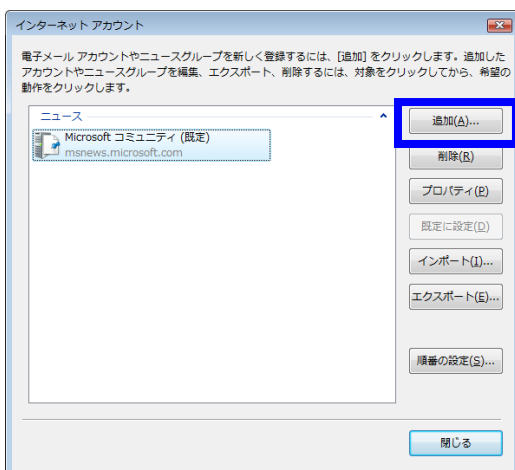 インターネット アカウント
電子メール アカウントやニュースグループを新しく登録するには、[追加] をクリックします。追加した
アカウントやニュースグループを編集、エクスポート、削除するには、対象をクリックしてから、希望の
動作をクリックします。
ニュース
Microsoft コミュニティ (既定)
msnews.microsoft.com
追加(A)...
削除(R)
プロパティ(P)
既定に設定(D)
インポート(I)...
エクスポート(E)...
順番の設定(S)...
閉じる